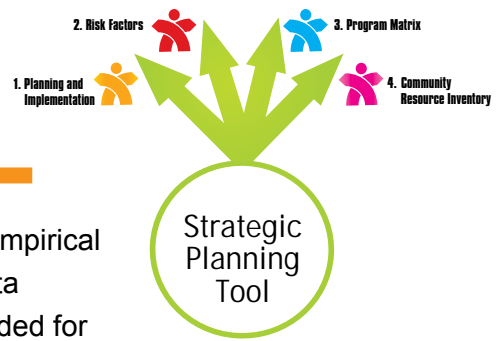 2. Risk Factors
3. Program Matrix
1. Planning and
Implementation
4. Community
Resource Inventory
Strategic
Planning
Tool
mpirical
ta
ded for